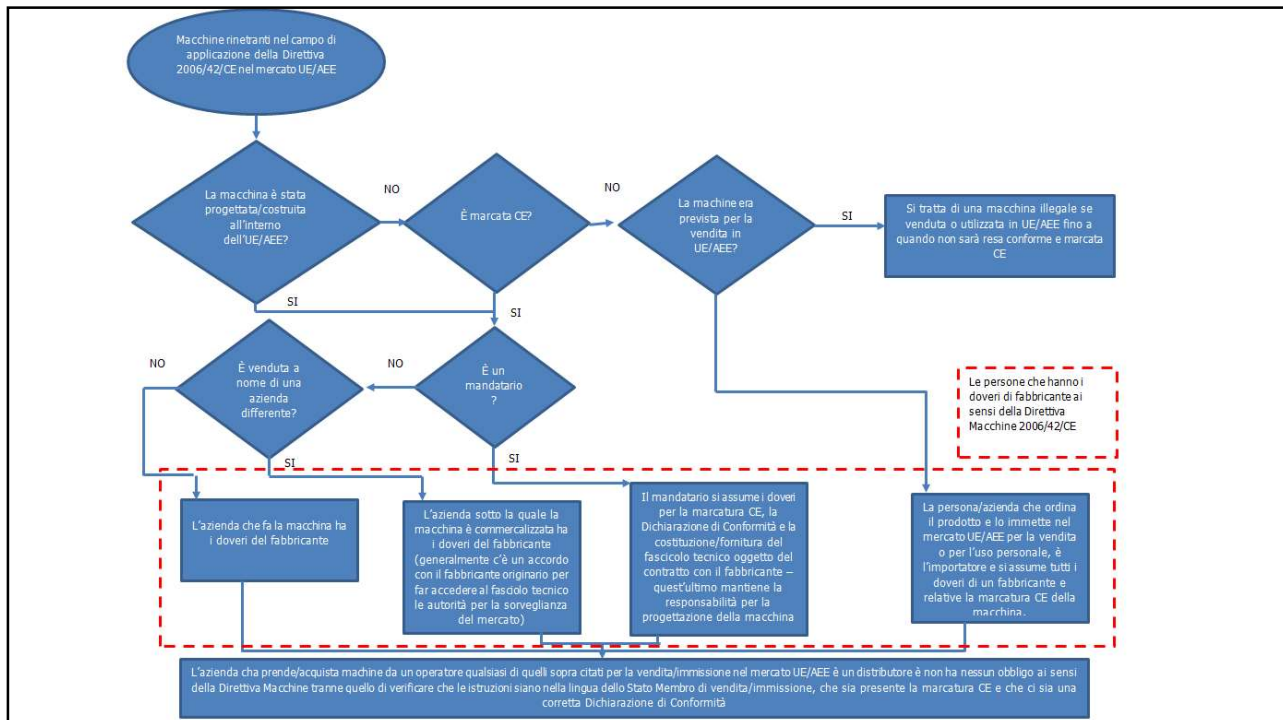 Macchine rinetranti nel campo di
applicazione della Direttiva
2006/42/CE nel mercato UE/AEE
La macchina è stata
progettata/costruita
all'interno
dell'UE/AEE?
NO
È marcata CE?
NO
La machine era
prevista per la
vendita in
UE/AEE?
SI
Si tratta di una macchina illegale se
venduta o utilizzata in UE/AEE fino a
quando non sarà resa conforme e marcata
CE
SI
SI
NO
È venduta a
nome di una
azienda
differente?
NO
È un
mandatario
?
Le persone che hanno i
doveri di fabbricante ai
sensi della Direttiva
Macchine 2006/42/CE
SI
SI
L'azienda che fa la macchina ha
i doveri del fabbricante
L'azienda sotto la quale la
macchina è commercalizzata ha
i doveri del fabbricante
(generalmente c'è un accordo
con il fabbricante originario per
far accedere al fasciolo tecnico
le autorità per la sorveglianza
del mercato)
Il mandatario si assume i doveri
per la marcatura CE, la
Dichiarazione di Conformità e la
costituzione/fornitura del
fascicolo tecnico oggetto del
contratto con il fabbricante –
quest'ultimo mantiene la
responsabilità per la
progettazione della macchina
La persona/azienda che ordina
il prodotto e lo immette nel
mercato UE/AEE per la vendita
o per l'uso personale, è
l'importatore e si assume tutti i
doveri di un fabbricante e
relative la marcatura CE della
macchina.
L'azienda cha prende/acquista machine da un operatore qualsiasi di quelli sopra citati per la vendita/immissione nel mercato UE/AEE è un distributore è non ha nessun obbligo ai sensi
della Direttiva Macchine tranne quello di verificare che le istruzioni siano nella lingua dello Stato Membro di vendita/immissione, che sia presente la marcatura CE e che ci sia una
corretta Dichiarazione di Conformità